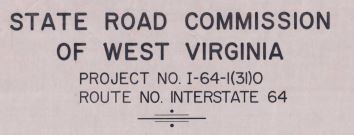 STATE ROAD COMMISSION
OF WEST VIRGINIA
PROJECT NO. I-64-1(31)0
ROUTE NO. INTERSTATE 64